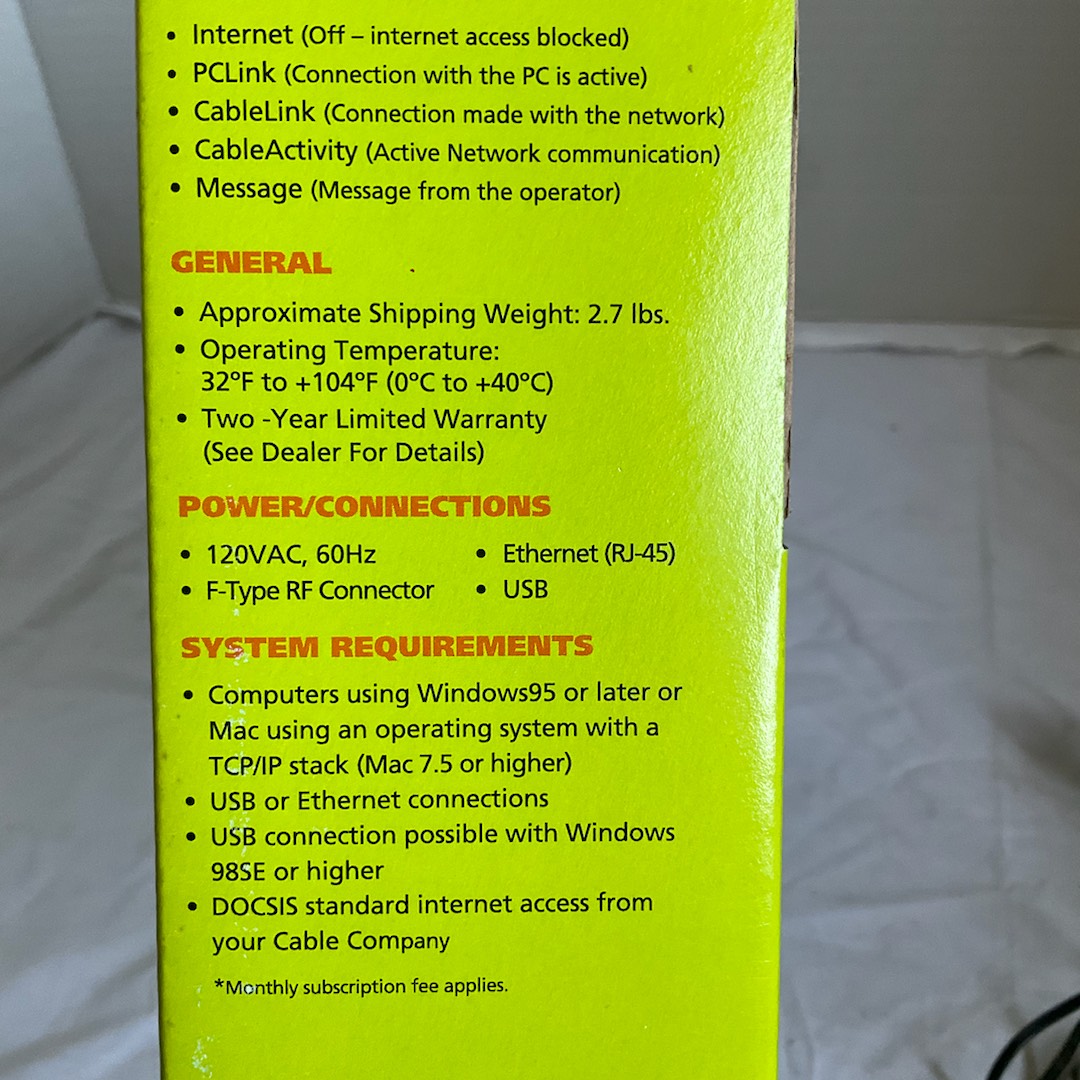 • Internet (Off – internet access blocked)
• PCLink (Connection with the PC is active)
• CableLink (Connection made with the network)
• CableActivity (Active Network communication)
• Message (Message from the operator)
GENERAL
• Approximate Shipping Weight: 2.7 lbs.
• Operating Temperature:
32ºF to +104ºF (0ºC to +40ºC)
• Two -Year Limited Warranty
(See Dealer For Details)
POWER/CONNECTIONS
• 120VAC, 60Hz • Ethernet (RJ-45)
• F-Type RF Connector • USB
SYSTEM REQUIREMENTS
• Computers using Windows95 or later or
Mac using an operating system with a
TCP/IP stack (Mac 7.5 or higher)
• USB or Ethernet connections
• USB connection possible with Windows
98SE or higher
• DOCSIS standard internet access from
your Cable Company
*Monthly subscription fee applies.